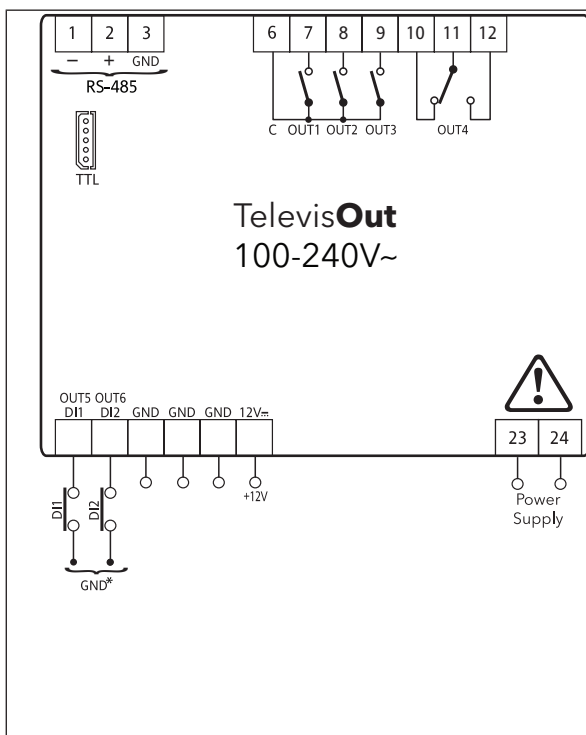 1 2 3 6 7 8 9 10 11 12
− + GND
RS-485
C OUT1 OUT2 OUT3 OUT4
TTL
TelevisOut
100-240V~
OUT5 OUT6
DI1 DI2 GND GND GND 12V⎓
23 24
+12V
DI1 DI2
Power
Supply
GND*